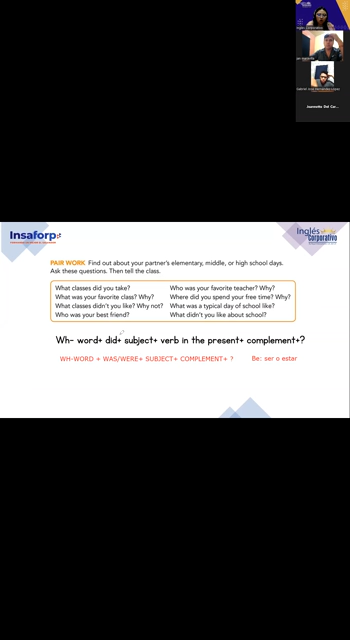 Insaforp
Inglés
Corporativo
PAIR WORK Find out about your partner's elementary, middle, or high school days.
Ask these questions. Then tell the class.
What classes did you take?
What was your favorite class? Why?
What classes didn't you like? Why not?
Who was your best friend?
Who was your favorite teacher? Why?
Where did you spend your free time? Why?
What was a typical day of school like?
What didn't you like about school?
Wh- word+ did+ subject+ verb in the present+ complement+?
WH-WORD + WAS/WERE+ SUBJECT+ COMPLEMENT+ ?
Be: ser o estar